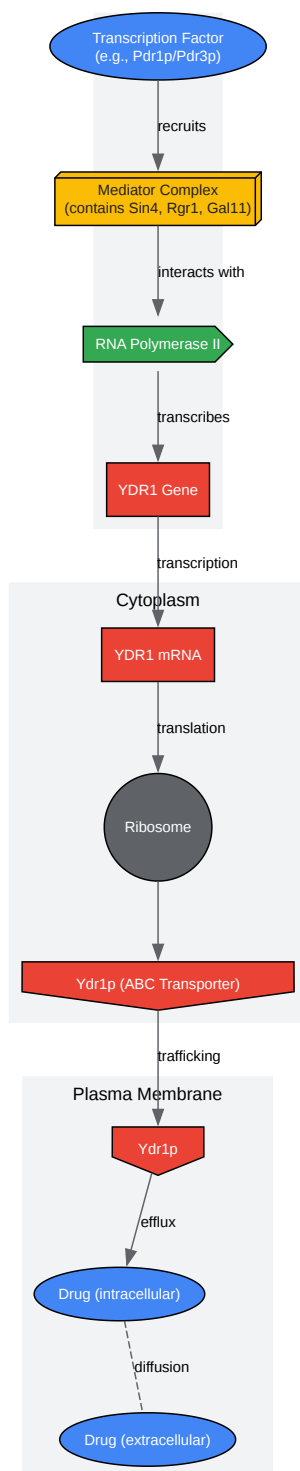 Transcription Factor
(e.g., Pdr1p/Pdr3p)
recruits
Mediator Complex
(contains Sin4, Rgr1, Gal11)
interacts with
RNA Polymerase II
transcribes
YDR1 Gene
transcription
Cytoplasm
YDR1 mRNA
translation
Ribosome
Ydr1p (ABC Transporter)
trafficking
Plasma Membrane
Ydr1p
efflux
Drug (intracellular)
diffusion
Drug (extracellular)